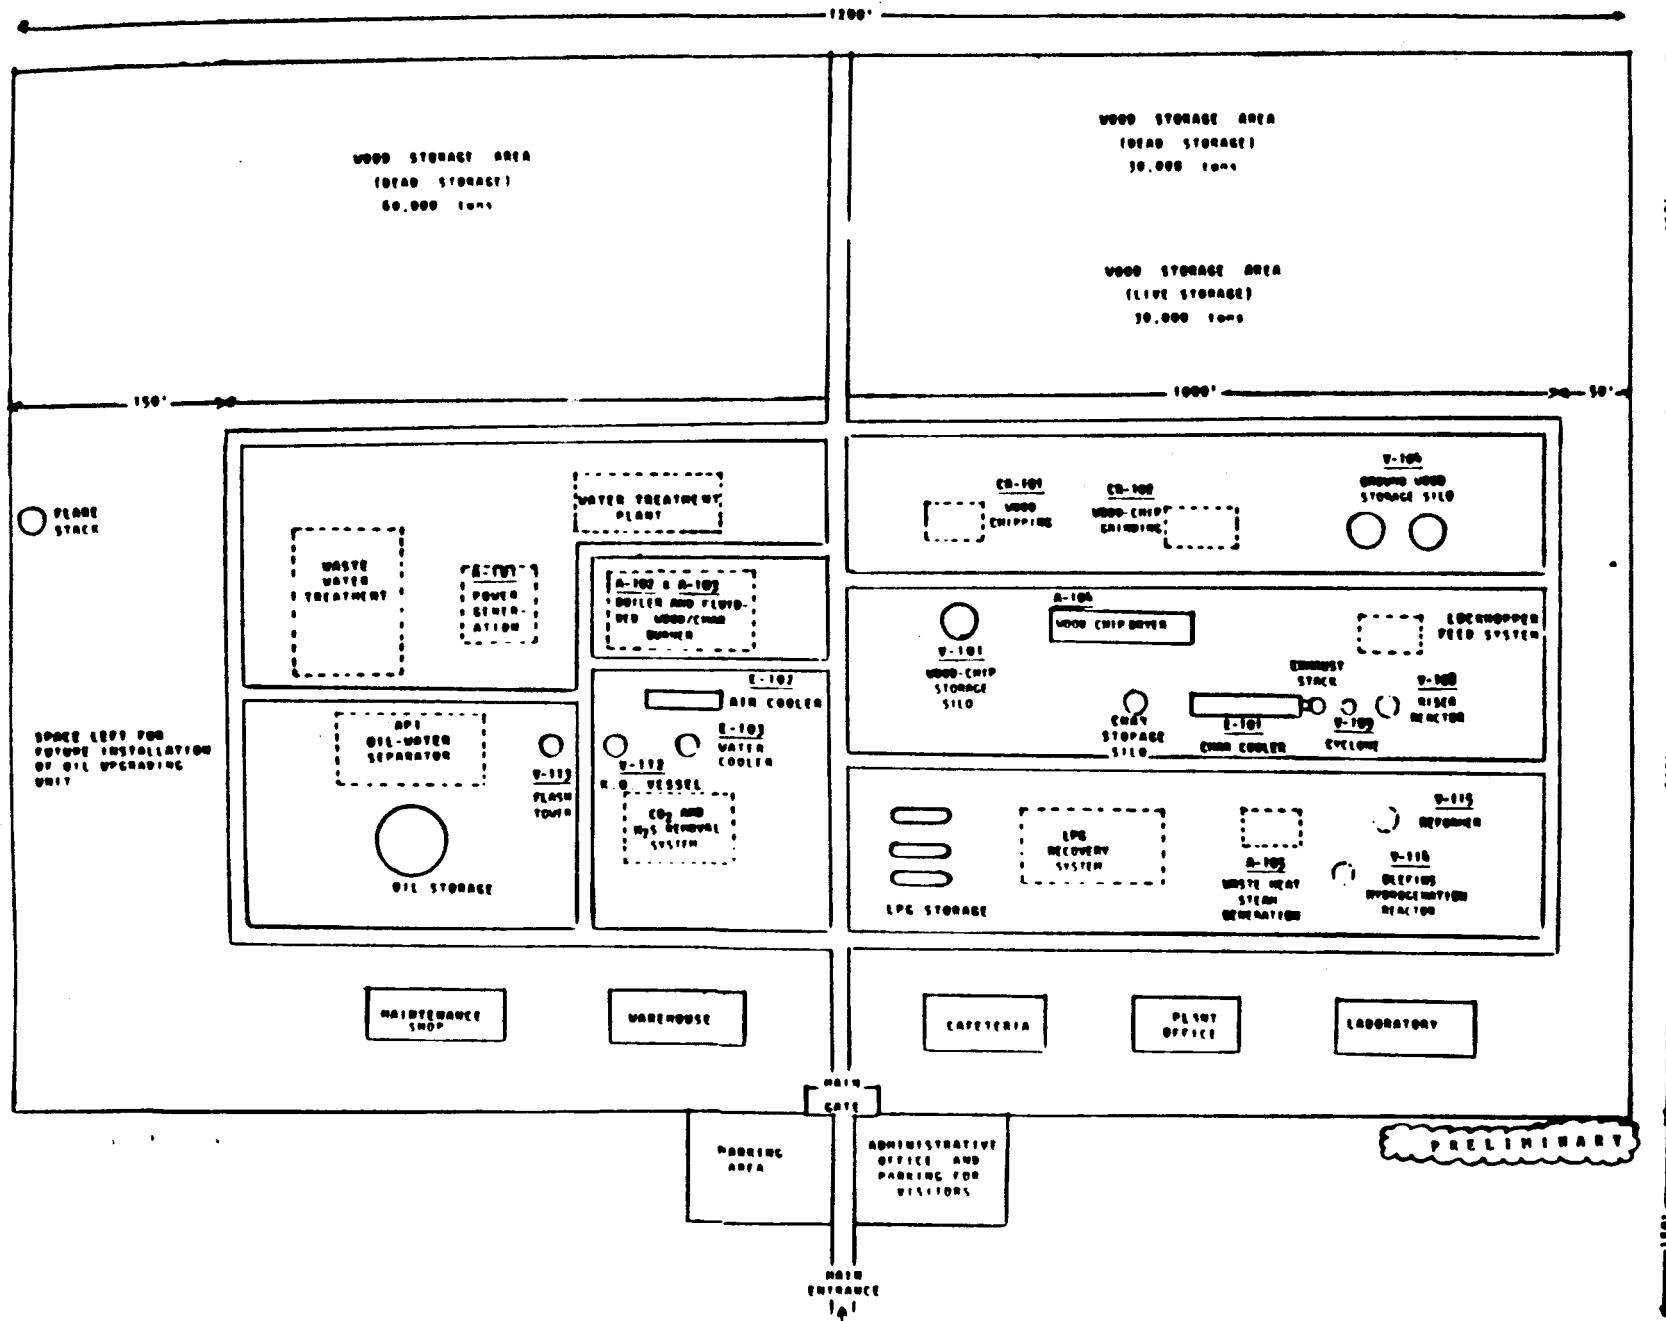 1200'
WOOD STORAGE AREA
(DEAD STORAGE)
60,000 tons
WOOD STORAGE AREA
(DEAD STORAGE)
30,000 tons
WOOD STORAGE AREA
(LIVE STORAGE)
30,000 tons
150'
1000'
50'
FLARE
STACK
WATER TREATMENT
PLANT
WASTE
WATER
TREATMENT
A-101
POWER
GENER-
ATION
A-102 & A-103
BOILER AND FLUID-
BED WOOD/CHAR
BURNER
CR-101
WOOD
CHIPPING
CR-102
WOOD-CHIP
GRINDING
V-104
GROUND WOOD
STORAGE SILO
V-101
WOOD-CHIP
STORAGE
SILO
A-104
WOOD CHIP DRYER
LOCKHOPPER
FEED SYSTEM
EXHAUST
STACK
V-108
RISER
REACTOR
CHAR
STORAGE
SILO
E-101
CHAR COOLER
V-109
CYCLONE
SPACE LEFT FOR
FUTURE INSTALLATION
OF OIL UPGRADING
UNIT
API
OIL-WATER
SEPARATOR
OIL STORAGE
V-113
FLASH
TOWER
E-102
AIR COOLER
E-103
WATER
COOLER
V-112
K.O. VESSEL
CO2 AND
H2S REMOVAL
SYSTEM
LPG STORAGE
LPG
RECOVERY
SYSTEM
A-105
WASTE HEAT
STEAM
GENERATION
V-115
REFORMER
V-114
OLEFINS
HYDROGENATION
REACTOR
MAINTENANCE
SHOP
WAREHOUSE
CAFETERIA
PLANT
OFFICE
LABORATORY
MAIN
GATE
PARKING
AREA
ADMINISTRATIVE
OFFICE AND
PARKING FOR
VISITORS
PRELIMINARY
MAIN
ENTRANCE